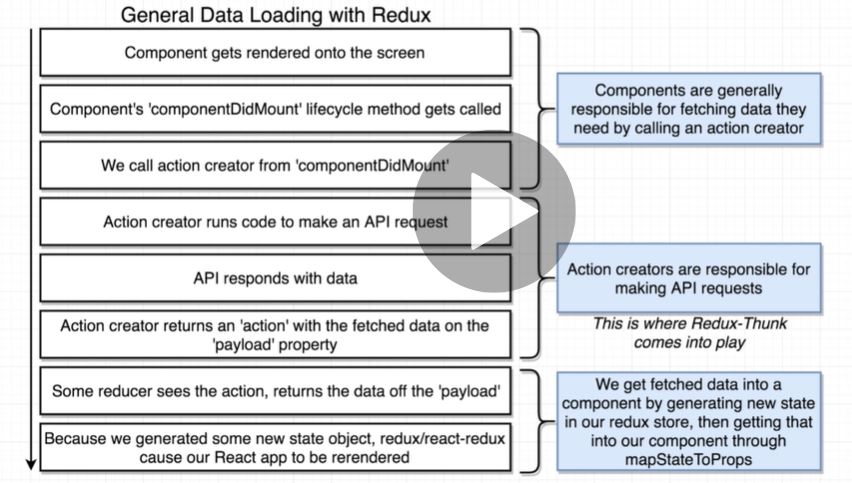 General Data Loading with Redux
Component gets rendered onto the screen
Component's 'componentDidMount' lifecycle method gets called
We call action creator from 'componentDidMount'
Components are generally
responsible for fetching data they
need by calling an action creator
Action creator runs code to make an API request
API responds with data
Action creator returns an 'action' with the fetched data on the
'payload' property
Action creators are responsible for
making API requests
This is where Redux-Thunk
comes into play
Some reducer sees the action, returns the data off the 'payload'
Because we generated some new state object, redux/react-redux
cause our React app to be rerendered
We get fetched data into a
component by generating new state
in our redux store, then getting that
into our component through
mapStateToProps